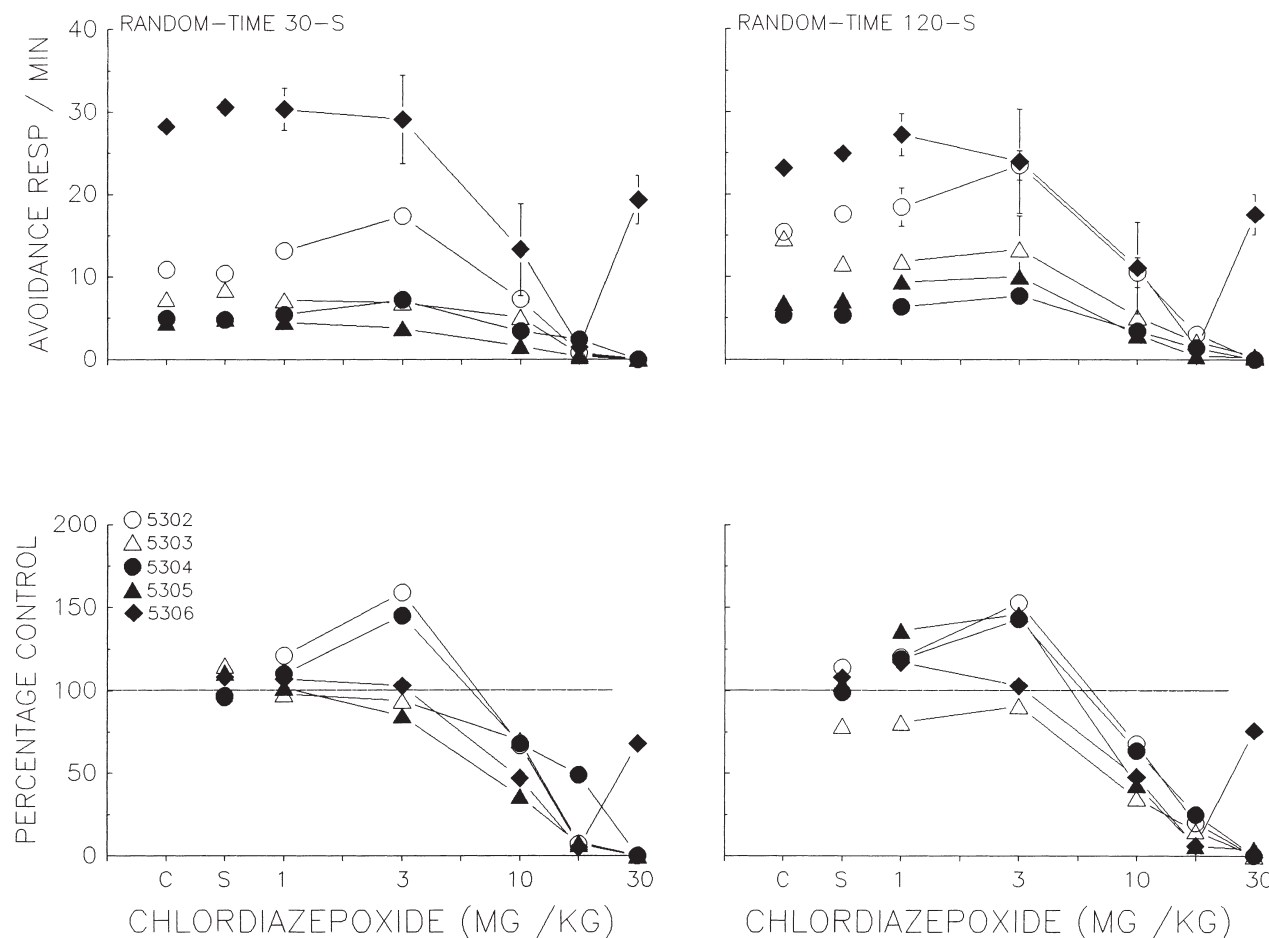 RANDOM-TIME 30-S
RANDOM-TIME 120-S
AVOIDANCE RESP / MIN
40
30
20
10
0
PERCENTAGE CONTROL
200
150
100
50
0
5302
5303
5304
5305
5306
C S 1 3 10 30
C S 1 3 10 30
CHLORDIAZEPOXIDE (MG /KG)
CHLORDIAZEPOXIDE (MG /KG)